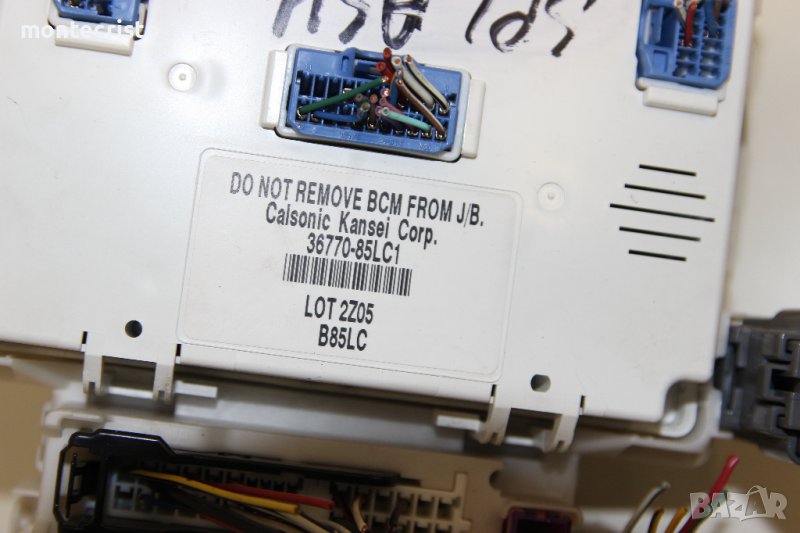 montecristo
DO NOT REMOVE BCM FROM J/B.
Calsonic Kansei Corp.
36770-85LC1
LOT 2Z05
B85LC
BAZAR